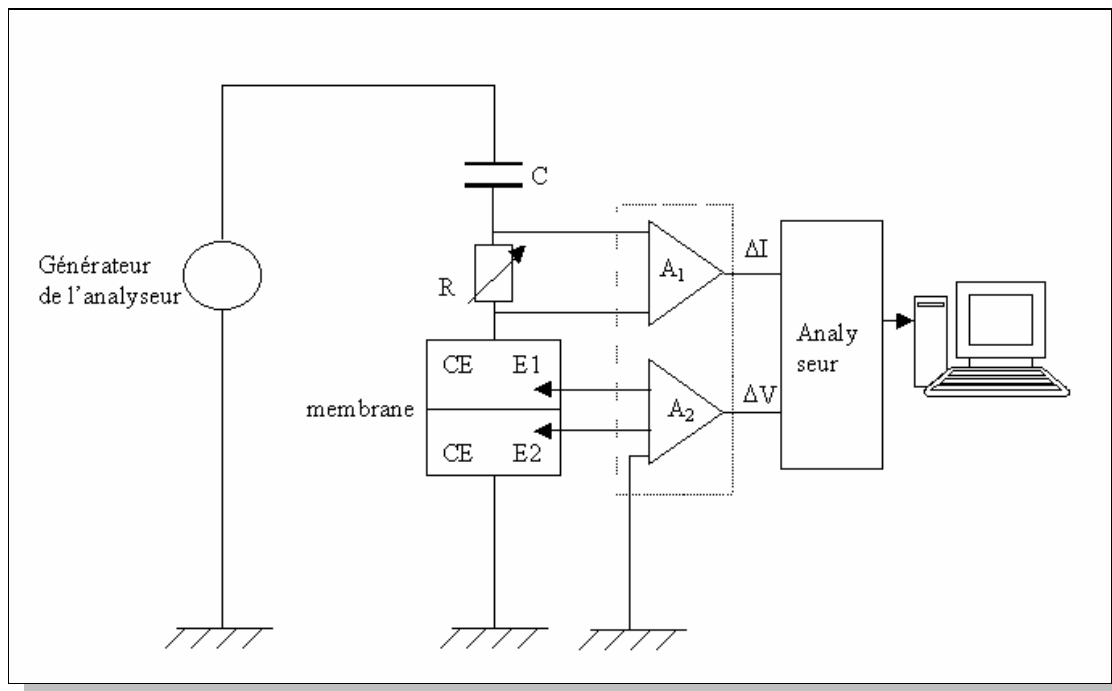 C
Générateur
de l'analyseur
R
A1
ΔI
Analy
seur
CE E1
membrane
A2
ΔV
CE E2